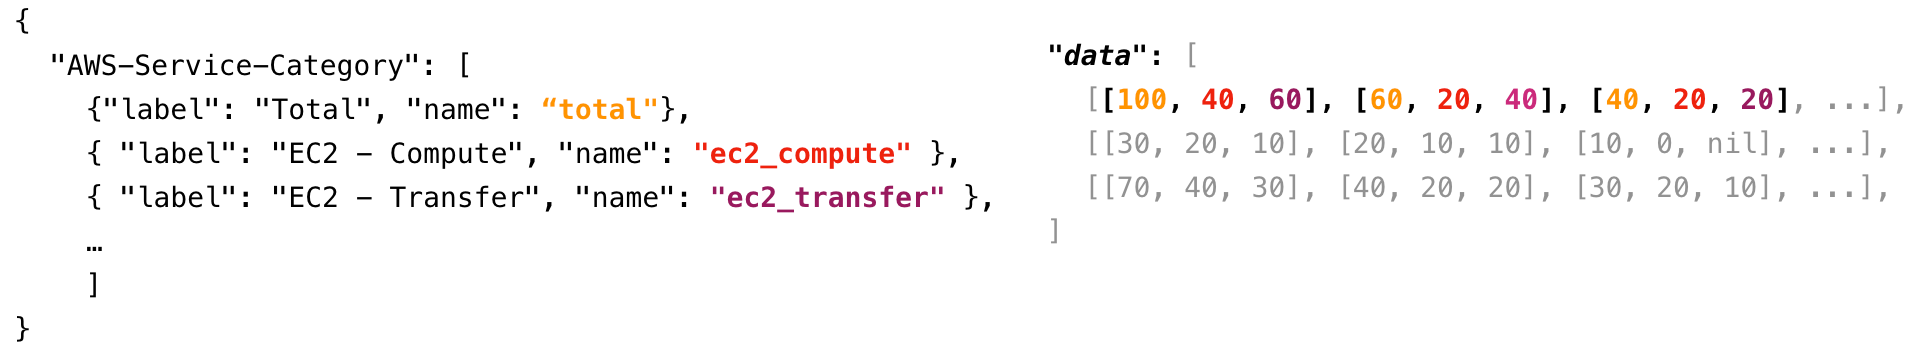 {
"AWS-Service-Category": [
{"label": "Total", "name": “total"},
{ "label": "EC2 - Compute", "name": "ec2_compute" },
{ "label": "EC2 - Transfer", "name": "ec2_transfer" },
…
]
}
"data": [
[[100, 40, 60], [60, 20, 40], [40, 20, 20], ...],
[[30, 20, 10], [20, 10, 10], [10, 0, nil], ...],
[[70, 40, 30], [40, 20, 20], [30, 20, 10], ...],
]